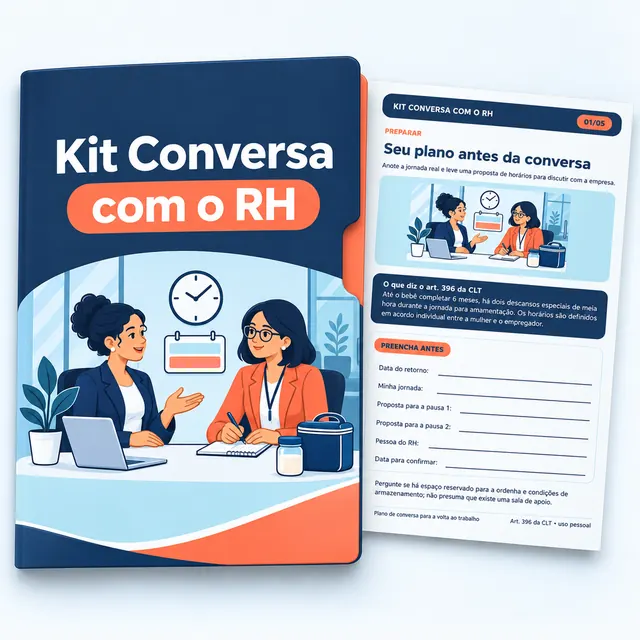 Kit Conversa
com o RH
KIT CONVERSA COM O RH
01/05
PREPARAR
Seu plano antes da conversa
Anote a jornada real e leve uma proposta de horários para discutir com a empresa.
O que diz o art. 396 da CLT
Até o bebê completar 6 meses, há dois descansos especiais de meia
hora durante a jornada para amamentação. Os horários são definidos
em acordo individual entre a mulher e o empregador.
PREENCHA ANTES
Data do retorno:
Minha jornada:
Proposta para a pausa 1:
Proposta para a pausa 2:
Pessoa do RH:
Data para confirmar:
Pergunte se há espaço reservado para a ordenha e condições de
armazenamento; não presuma que existe uma sala de apoio.
Plano de conversa para a volta ao trabalho
Art. 396 da CLT • uso pessoal